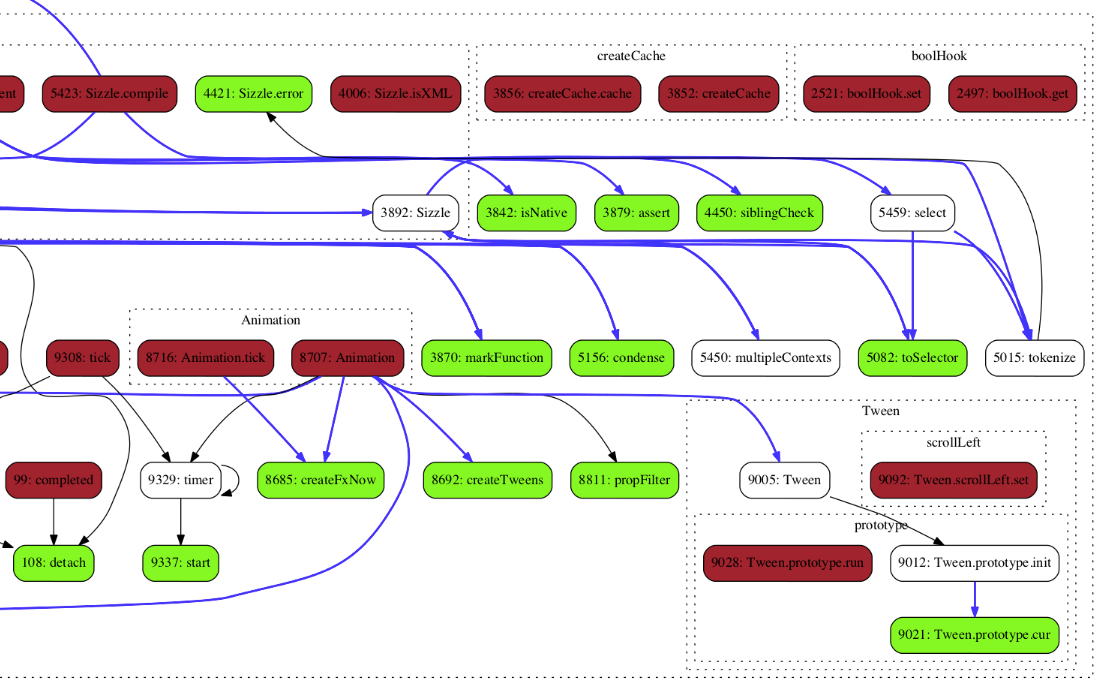 createCache
boolHook
ent
5423: Sizzle.compile
4421: Sizzle.error
4006: Sizzle.isXML
3856: createCache.cache
3852: createCache
2521: boolHook.set
2497: boolHook.get
3892: Sizzle
3842: isNative
3879: assert
4450: siblingCheck
5459: select
Animation
9308: tick
8716: Animation.tick
8707: Animation
3870: markFunction
5156: condense
5450: multipleContexts
5082: toSelector
5015: tokenize
Tween
scrollLeft
99: completed
9329: timer
8685: createFxNow
8692: createTweens
8811: propFilter
9005: Tween
9092: Tween.scrollLeft.set
prototype
108: detach
9337: start
9028: Tween.prototype.run
9012: Tween.prototype.init
9021: Tween.prototype.cur